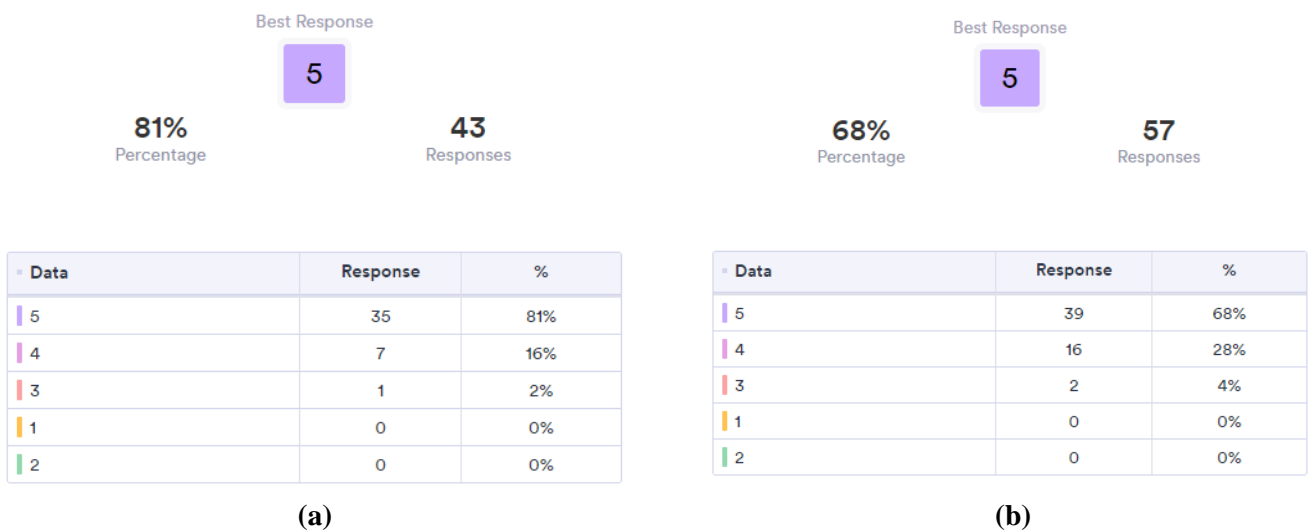 Best Response
5
81%
Percentage
43
Responses
Data Response %
5 35 81%
4 7 16%
3 1 2%
1 0 0%
2 0 0%
(a)
Best Response
5
68%
Percentage
57
Responses
Data Response %
5 39 68%
4 16 28%
3 2 4%
1 0 0%
2 0 0%
(b)